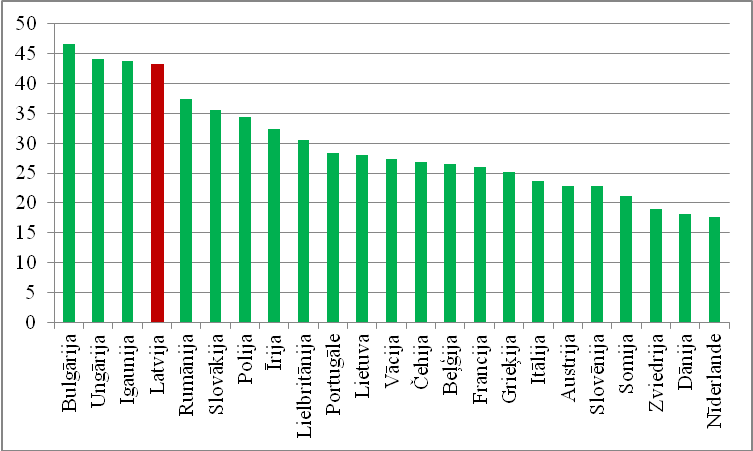 50
45
40
35
30
25
20
15
10
5
0
Bulgārija
Ungārija
Igaunija
Latvija
Rumānija
Slovākija
Polija
Īrija
Lielbritānija
Portugāle
Lietuva
Vācija
Čehija
Beļģija
Francija
Grieķija
Itālija
Austrija
Slovēnija
Somija
Zviedrija
Dānija
Nīderlande